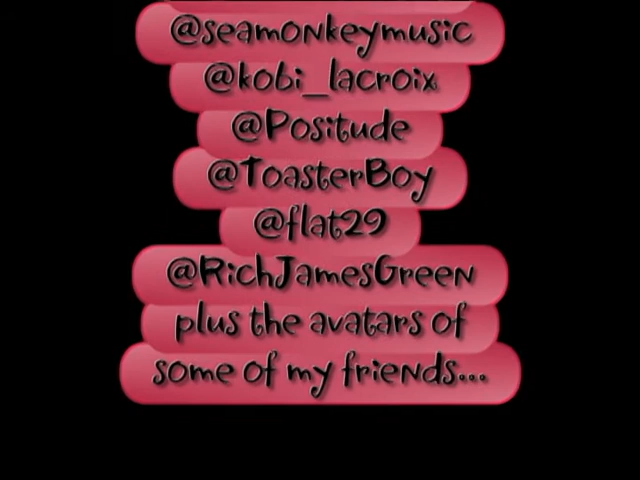 @seamonkeymusic
@kobi_lacroix
@Positude
@ToasterBoy
@flat29
@RichJamesGreen
plus the avatars of
some of my friends...